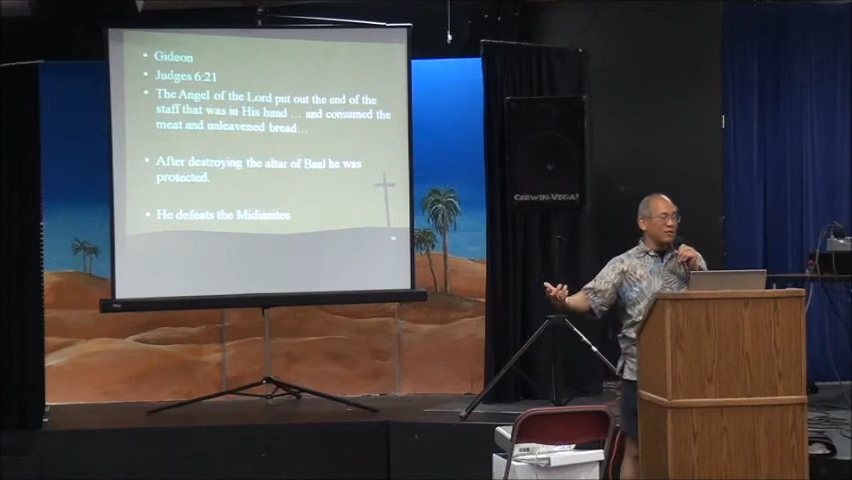 • Gideon
• Judges 6:21
• The Angel of the Lord put out the end of the
staff that was in His hand … and consumed the
meat and unleavened bread…
• After destroying the altar of Baal he was
protected.
• He defeats the Midianites
CERWIN-VEGA!